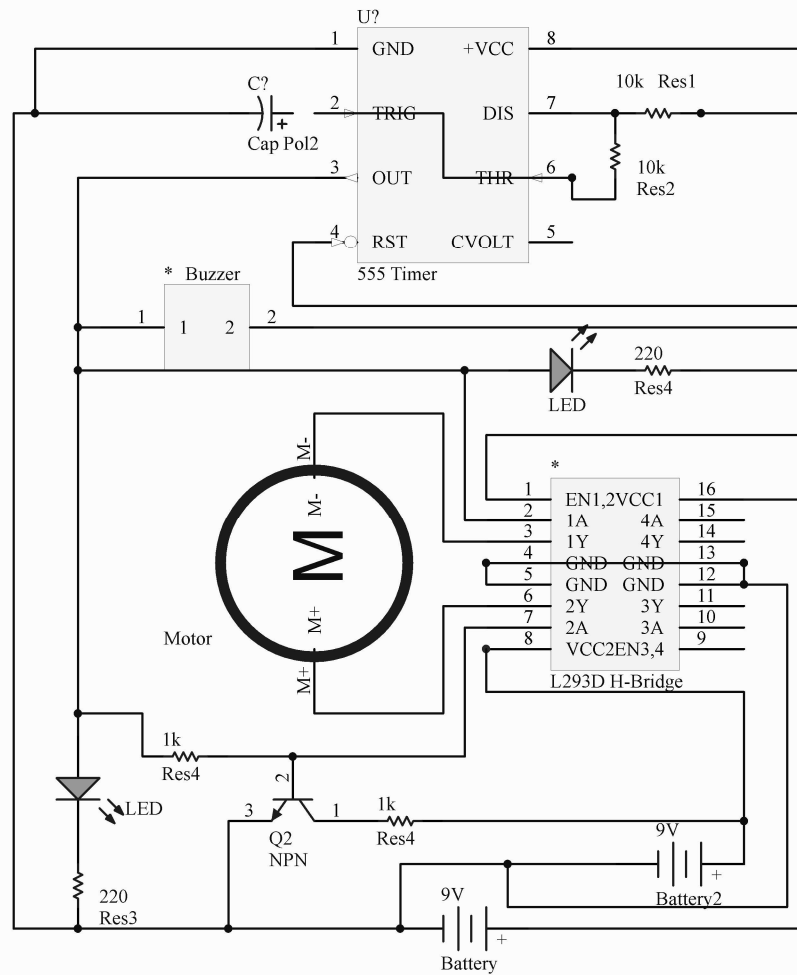 U?
1 GND +VCC 8
C?
10k Res1
2 TRIG DIS 7
+
Cap Pol2
10k
Res2
3 OUT THR 6
4 RST CVOLT 5
555 Timer
* Buzzer
1 1 2 2
220
Res4
LED
*
M-
M-
M
M+
M+
Motor
1 EN1,2VCC1 16
2 1A 4A 15
3 1Y 4Y 14
4 GND GND 13
5 GND GND 12
6 2Y 3Y 11
7 2A 3A 10
8 VCC2EN3,4 9
L293D H-Bridge
1k
Res4
2
LED
3 1
1k
Res4
Q2
NPN
9V
+
Battery2
220
Res3
9V
+
Battery